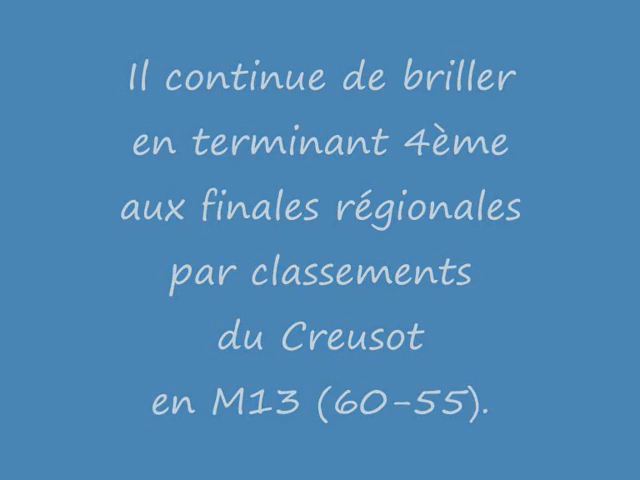 Il continue de briller
en terminant 4ème
aux finales régionales
par classements
du Creusot
en M13 (60-55).